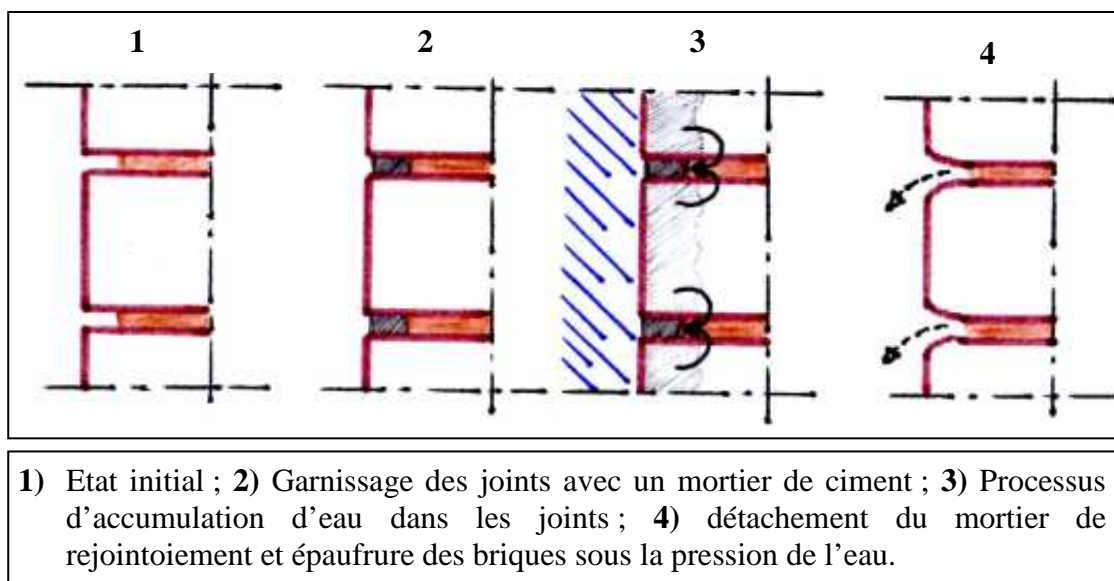 1 2 3 4
1) Etat initial ; 2) Garnissage des joints avec un mortier de ciment ; 3) Processus
d’accumulation d’eau dans les joints ; 4) détachement du mortier de
rejointoiement et épaufrure des briques sous la pression de l’eau.